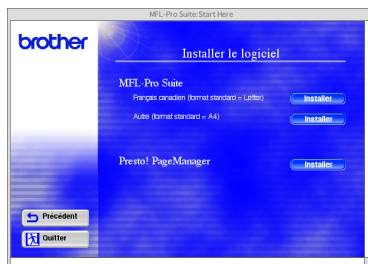 MFL-Pro Suite: Start Here
brother
Installer le logiciel
MFL-Pro Suite
Français canadien (format standard = Letter)
Installer
Autre (format standard = A4)
Installer
Presto! PageManager
Installer
Précédent
Quitter